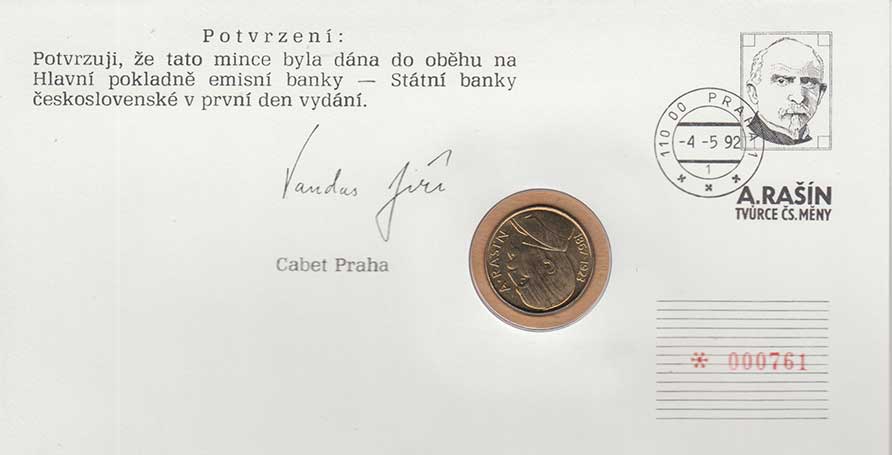 Potvrzení:
Potvrzuji, že tato mince byla dána do oběhu na
Hlavní pokladně emisní banky — Státní banky
československé v první den vydání.
Vandas Jiří
Cabet Praha
110 00 PRAHA 1
-4.-5 92
1
A.RAŠÍN
TVŮRCE ČS. MĚNY
A·RAŠÍN
1867-1923
* 000761